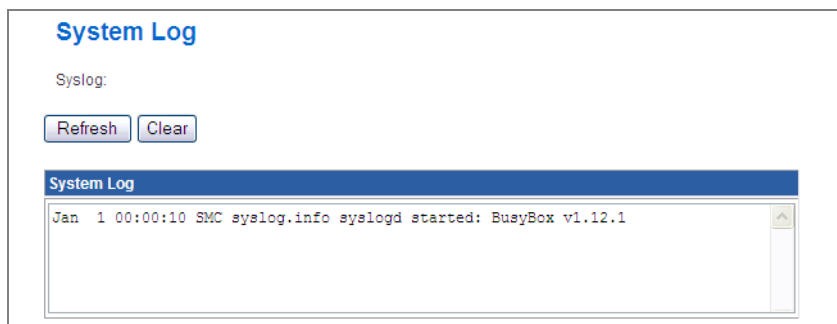 System Log
Syslog:
Refresh Clear
System Log
Jan  1 00:00:10 SMC syslog.info syslogd started: BusyBox v1.12.1